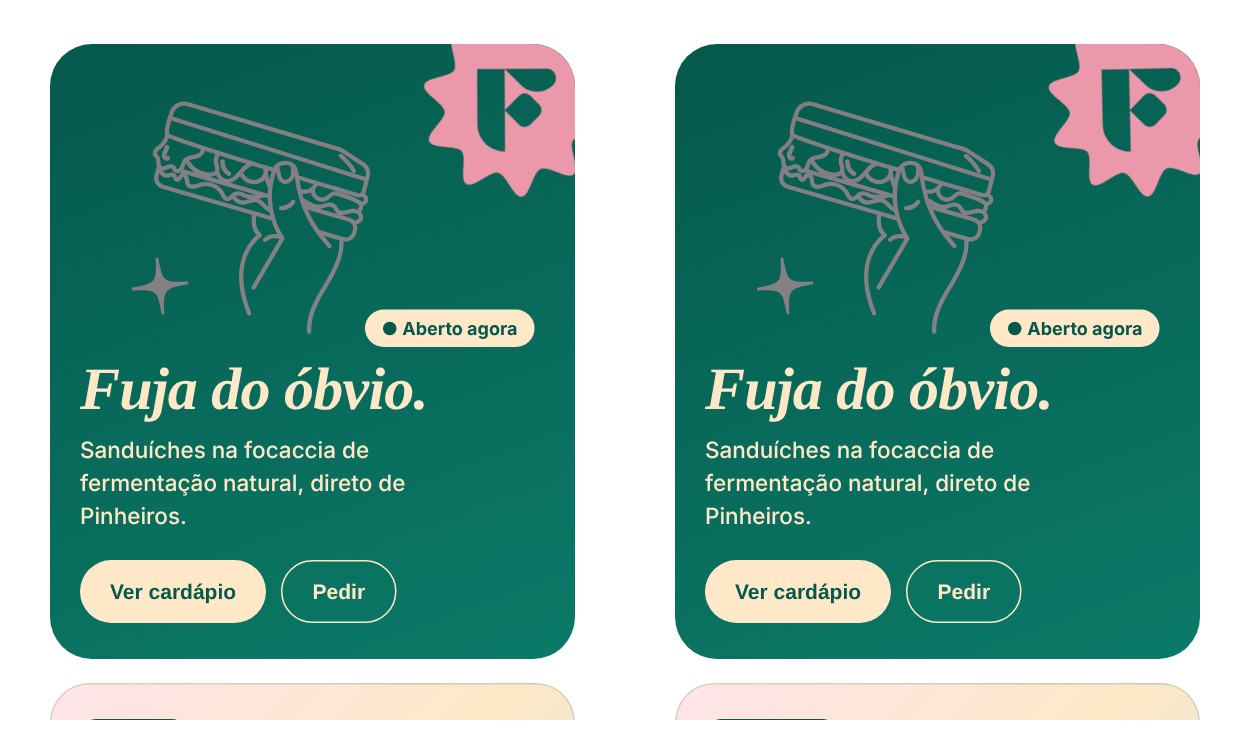 F
Aberto agora
Fuja do óbvio.
Sanduíches na focaccia de
fermentação natural, direto de
Pinheiros.
Ver cardápio
Pedir
F
Aberto agora
Fuja do óbvio.
Sanduíches na focaccia de
fermentação natural, direto de
Pinheiros.
Ver cardápio
Pedir